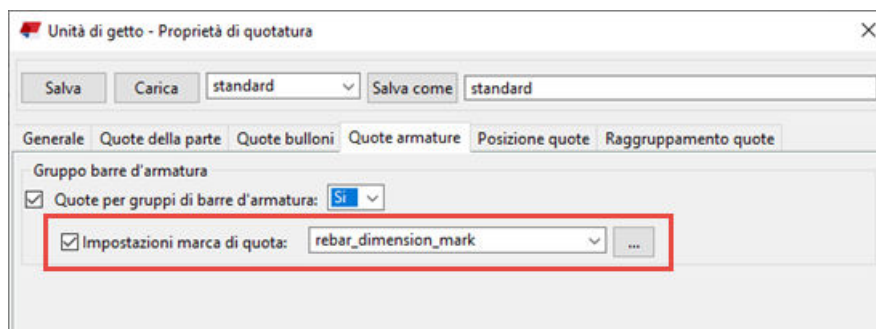 Unità di getto - Proprietà di quotatura
Salva Carica standard Salva come standard
Generale Quote della parte Quote bulloni Quote armature Posizione quote Raggruppamento quote
Gruppo barre d'armatura
Quote per gruppi di barre d'armatura: Sì
Impostazioni marca di quota: rebar_dimension_mark ...